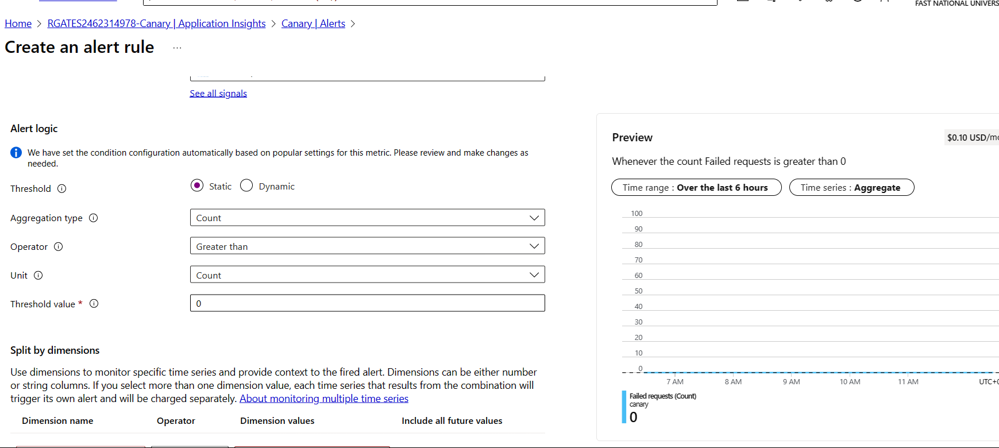 FAST NATIONAL UNIVERS
Home > RGATES2462314978-Canary | Application Insights > Canary | Alerts >
Create an alert rule ...
See all signals
Alert logic
We have set the condition configuration automatically based on popular settings for this metric. Please review and make changes as
needed.
Threshold
Static
Dynamic
Aggregation type
Count
Operator
Greater than
Unit
Count
Threshold value *
0
Split by dimensions
Use dimensions to monitor specific time series and provide context to the fired alert. Dimensions can be either number
or string columns. If you select more than one dimension value, each time series that results from the combination will
trigger its own alert and will be charged separately. About monitoring multiple time series
Dimension name
Operator
Dimension values
Include all future values
Preview
$0.10 USD/mo
Whenever the count Failed requests is greater than 0
Time range : Over the last 6 hours
Time series : Aggregate
100
90
80
70
60
50
40
30
20
10
0
7 AM
8 AM
9 AM
10 AM
11 AM
UTC+0
Failed requests (Count)
canary
0